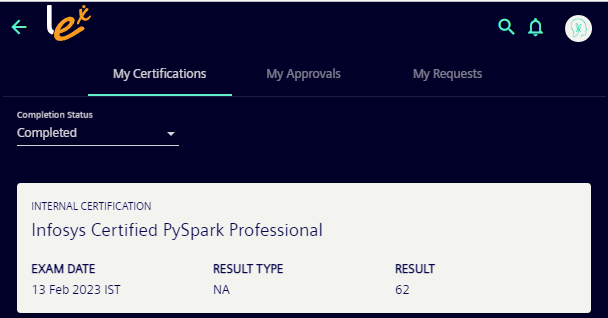 lex
My Certifications My Approvals My Requests
Completion Status
Completed
INTERNAL CERTIFICATION
Infosys Certified PySpark Professional
EXAM DATE RESULT TYPE RESULT
13 Feb 2023 IST NA 62